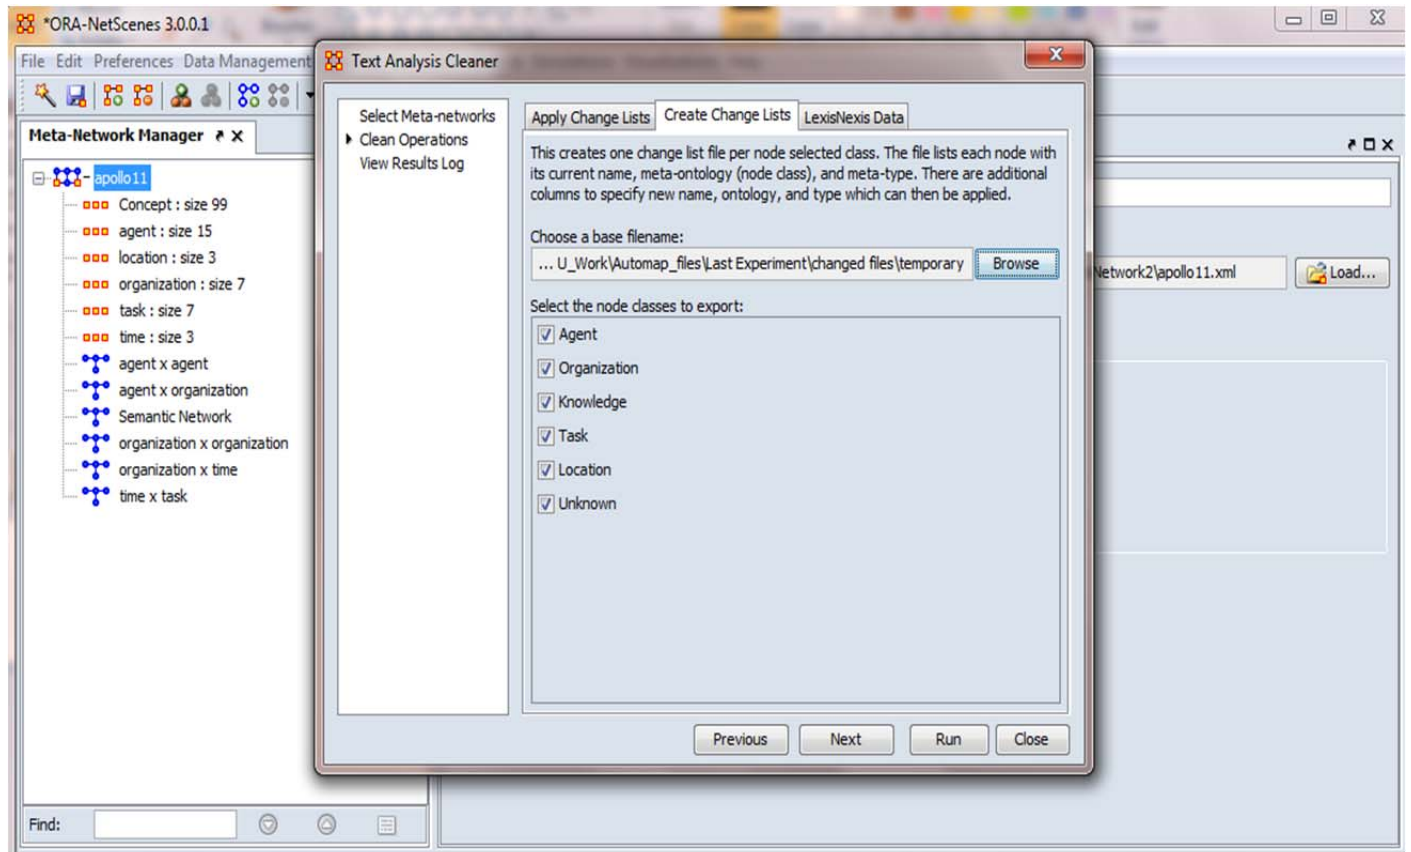 *ORA-NetScenes 3.0.0.1
File Edit Preferences Data Management
Meta-Network Manager
apollo11
Concept : size 99
agent : size 15
location : size 3
organization : size 7
task : size 7
time : size 3
agent x agent
agent x organization
Semantic Network
organization x organization
organization x time
time x task
Find:
Text Analysis Cleaner
Select Meta-networks
Clean Operations
View Results Log
Apply Change Lists Create Change Lists LexisNexis Data
This creates one change list file per node selected class. The file lists each node with
its current name, meta-ontology (node class), and meta-type. There are additional
columns to specify new name, ontology, and type which can then be applied.
Choose a base filename:
... U_Work\Automap_files\Last Experiment\changed files\temporary Browse
Select the node classes to export:
Agent
Organization
Knowledge
Task
Location
Unknown
Previous Next Run Close
Network2\apollo11.xml Load...